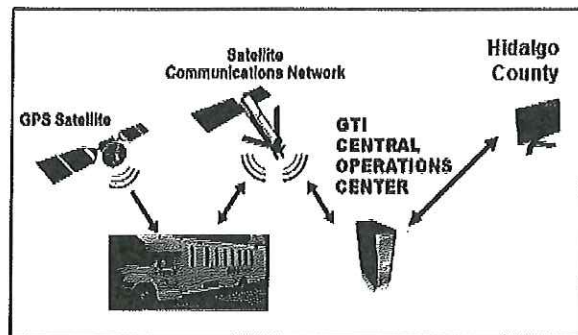 Satellite
Communications Network
Hidalgo
County
GPS Satellite
GTI
CENTRAL
OPERATIONS
CENTER